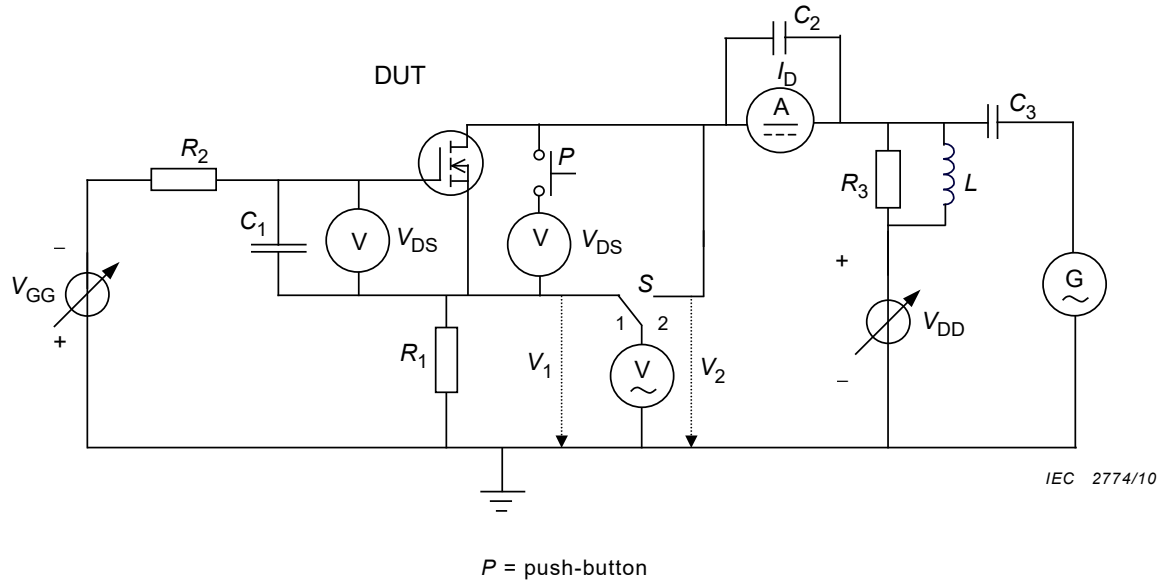 C2
DUT
ID
A
C3
R2
P
R3
L
C1
V
VDS
V
VDS
–
+
VGG
S
G
+
1 2
VDD
R1
V1
V
V2
–
IEC 2774/10
P = push-button